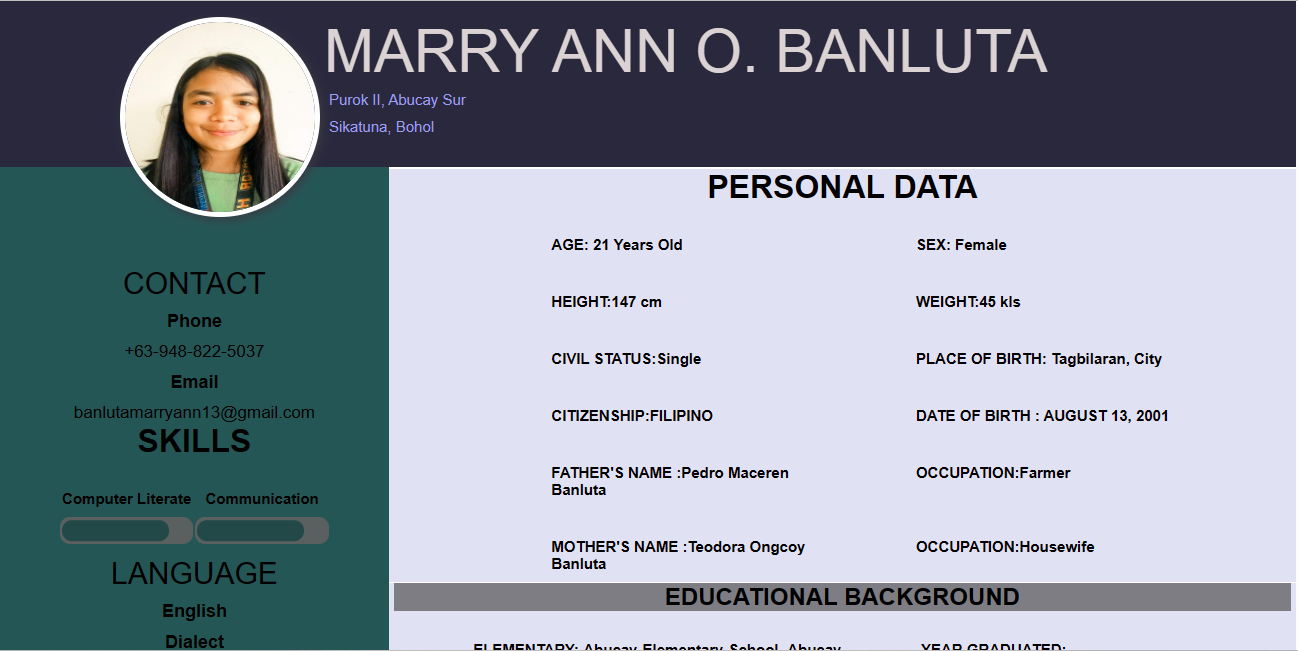 MARRY ANN O. BANLUTA
Purok II, Abucay Sur
Sikatuna, Bohol
CONTACT
Phone
+63-948-822-5037
Email
banlutamarryann13@gmail.com
SKILLS
Computer Literate Communication
LANGUAGE
English
Dialect
PERSONAL DATA
AGE: 21 Years Old SEX: Female
HEIGHT:147 cm WEIGHT:45 kls
CIVIL STATUS:Single PLACE OF BIRTH: Tagbilaran, City
CITIZENSHIP:FILIPINO DATE OF BIRTH : AUGUST 13, 2001
FATHER'S NAME :Pedro Maceren OCCUPATION:Farmer
Banluta
MOTHER'S NAME :Teodora Ongcoy OCCUPATION:Housewife
Banluta
EDUCATIONAL BACKGROUND
ELEMENTARY: Abucay Elementary School, Abucay YEAR GRADUATED: